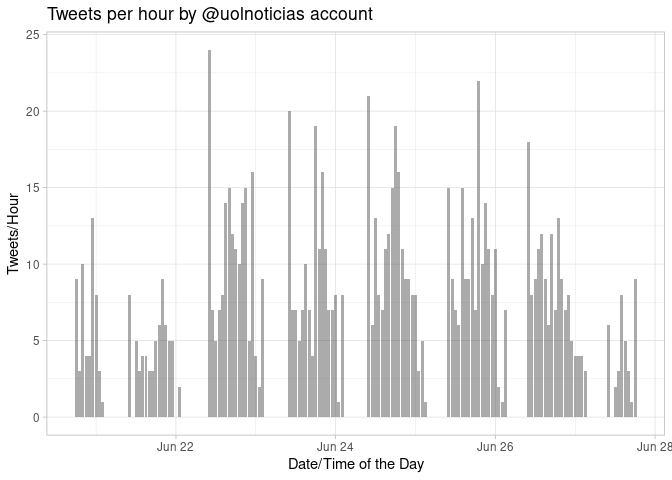 Tweets per hour by @uolnoticias account
25
20
15
10
5
0
Tweets/Hour
Jun 22
Jun 24
Jun 26
Jun 28
Date/Time of the Day